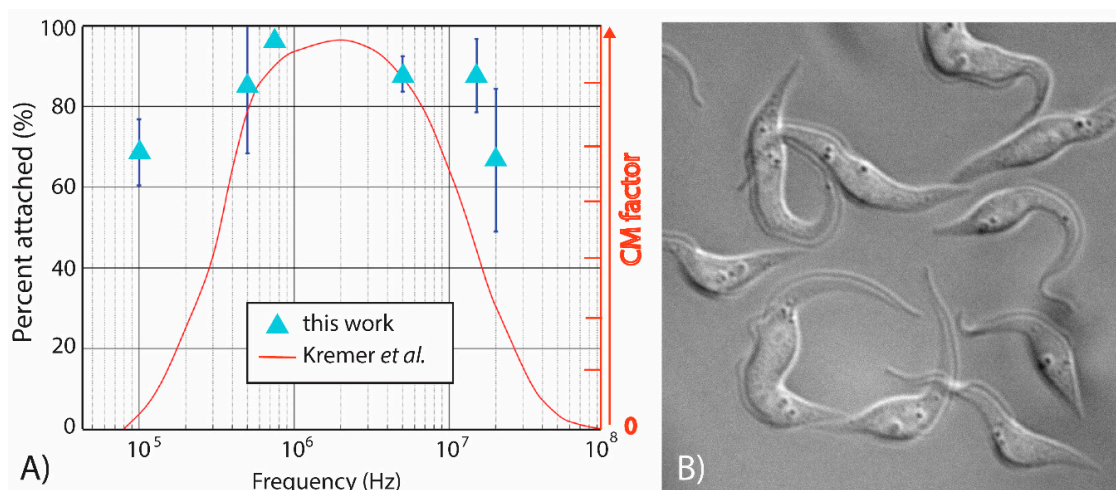 100
80
60
40
20
0
Percent attached (%)
10^5
10^6
10^7
10^8
Frequency (Hz)
this work
Kremer et al.
CM factor
0
A)
B)